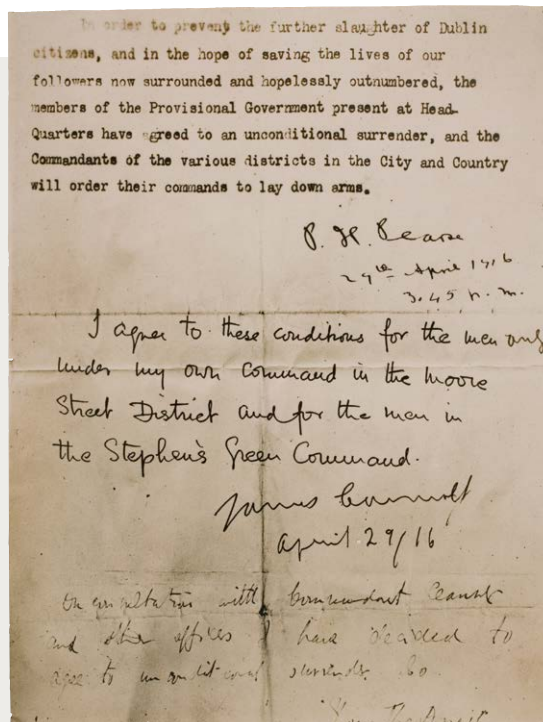 In order to prevent the further slaughter of Dublin
citizens, and in the hope of saving the lives of our
followers now surrounded and hopelessly outnumbered, the
members of the Provisional Government present at Head-
Quarters have agreed to an unconditional surrender, and the
Commandants of the various districts in the City and Country
will order their commands to lay down arms.
P. H. Pearse
29th April 1916
3.45 p.m.
I agree to these conditions for the men only
under my own command in the Moore
Street District and for the men in
the Stephen's Green Command.
James Connolly
April 29/16
On consultation with Commandant Ceannt
and other officers I have decided to
agree to unconditional surrender also